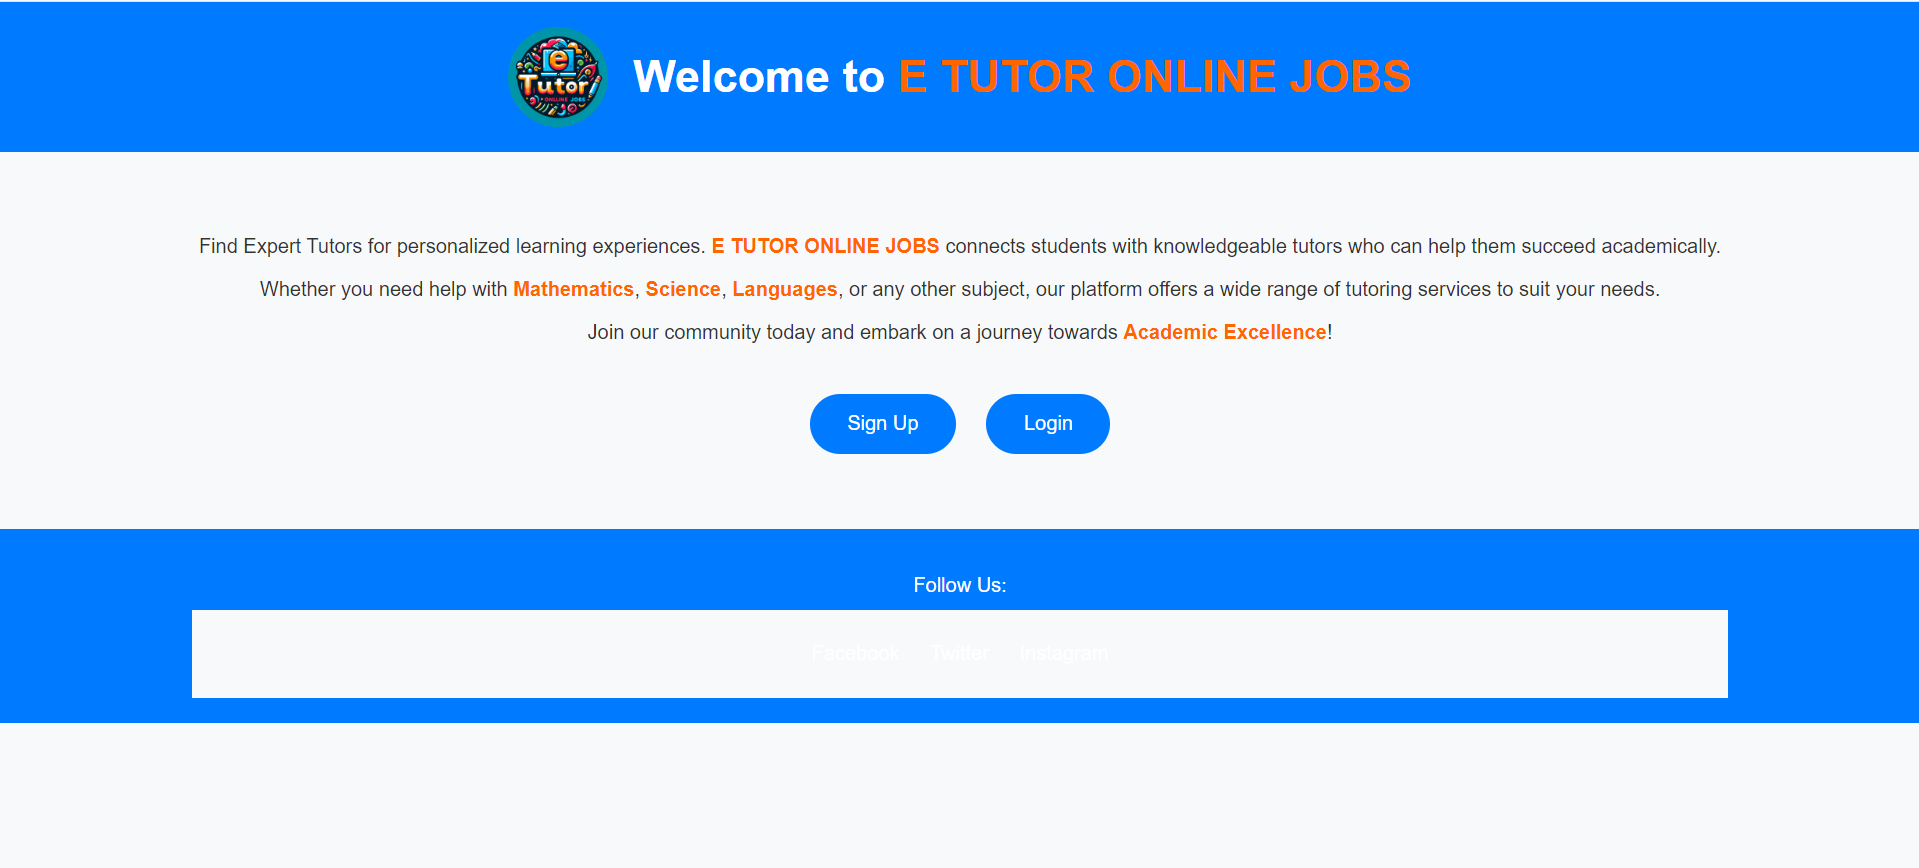 e
Tutor
ONLINE JOBS
Welcome to E TUTOR ONLINE JOBS
Find Expert Tutors for personalized learning experiences. E TUTOR ONLINE JOBS connects students with knowledgeable tutors who can help them succeed academically.
Whether you need help with Mathematics, Science, Languages, or any other subject, our platform offers a wide range of tutoring services to suit your needs.
Join our community today and embark on a journey towards Academic Excellence!
Sign Up Login
Follow Us:
Facebook Twitter Instagram